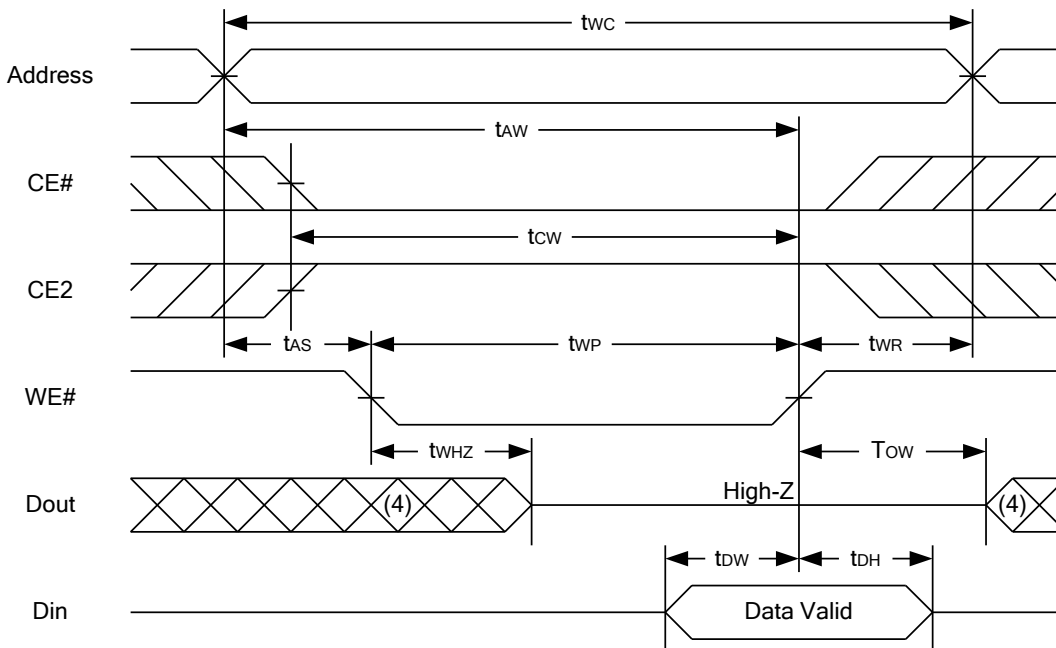 tWC
Address
tAW
CE#
tCW
CE2
tAS tWP tWR
WE#
tWHZ TOW
Dout (4) High-Z (4)
tDW tDH
Din Data Valid